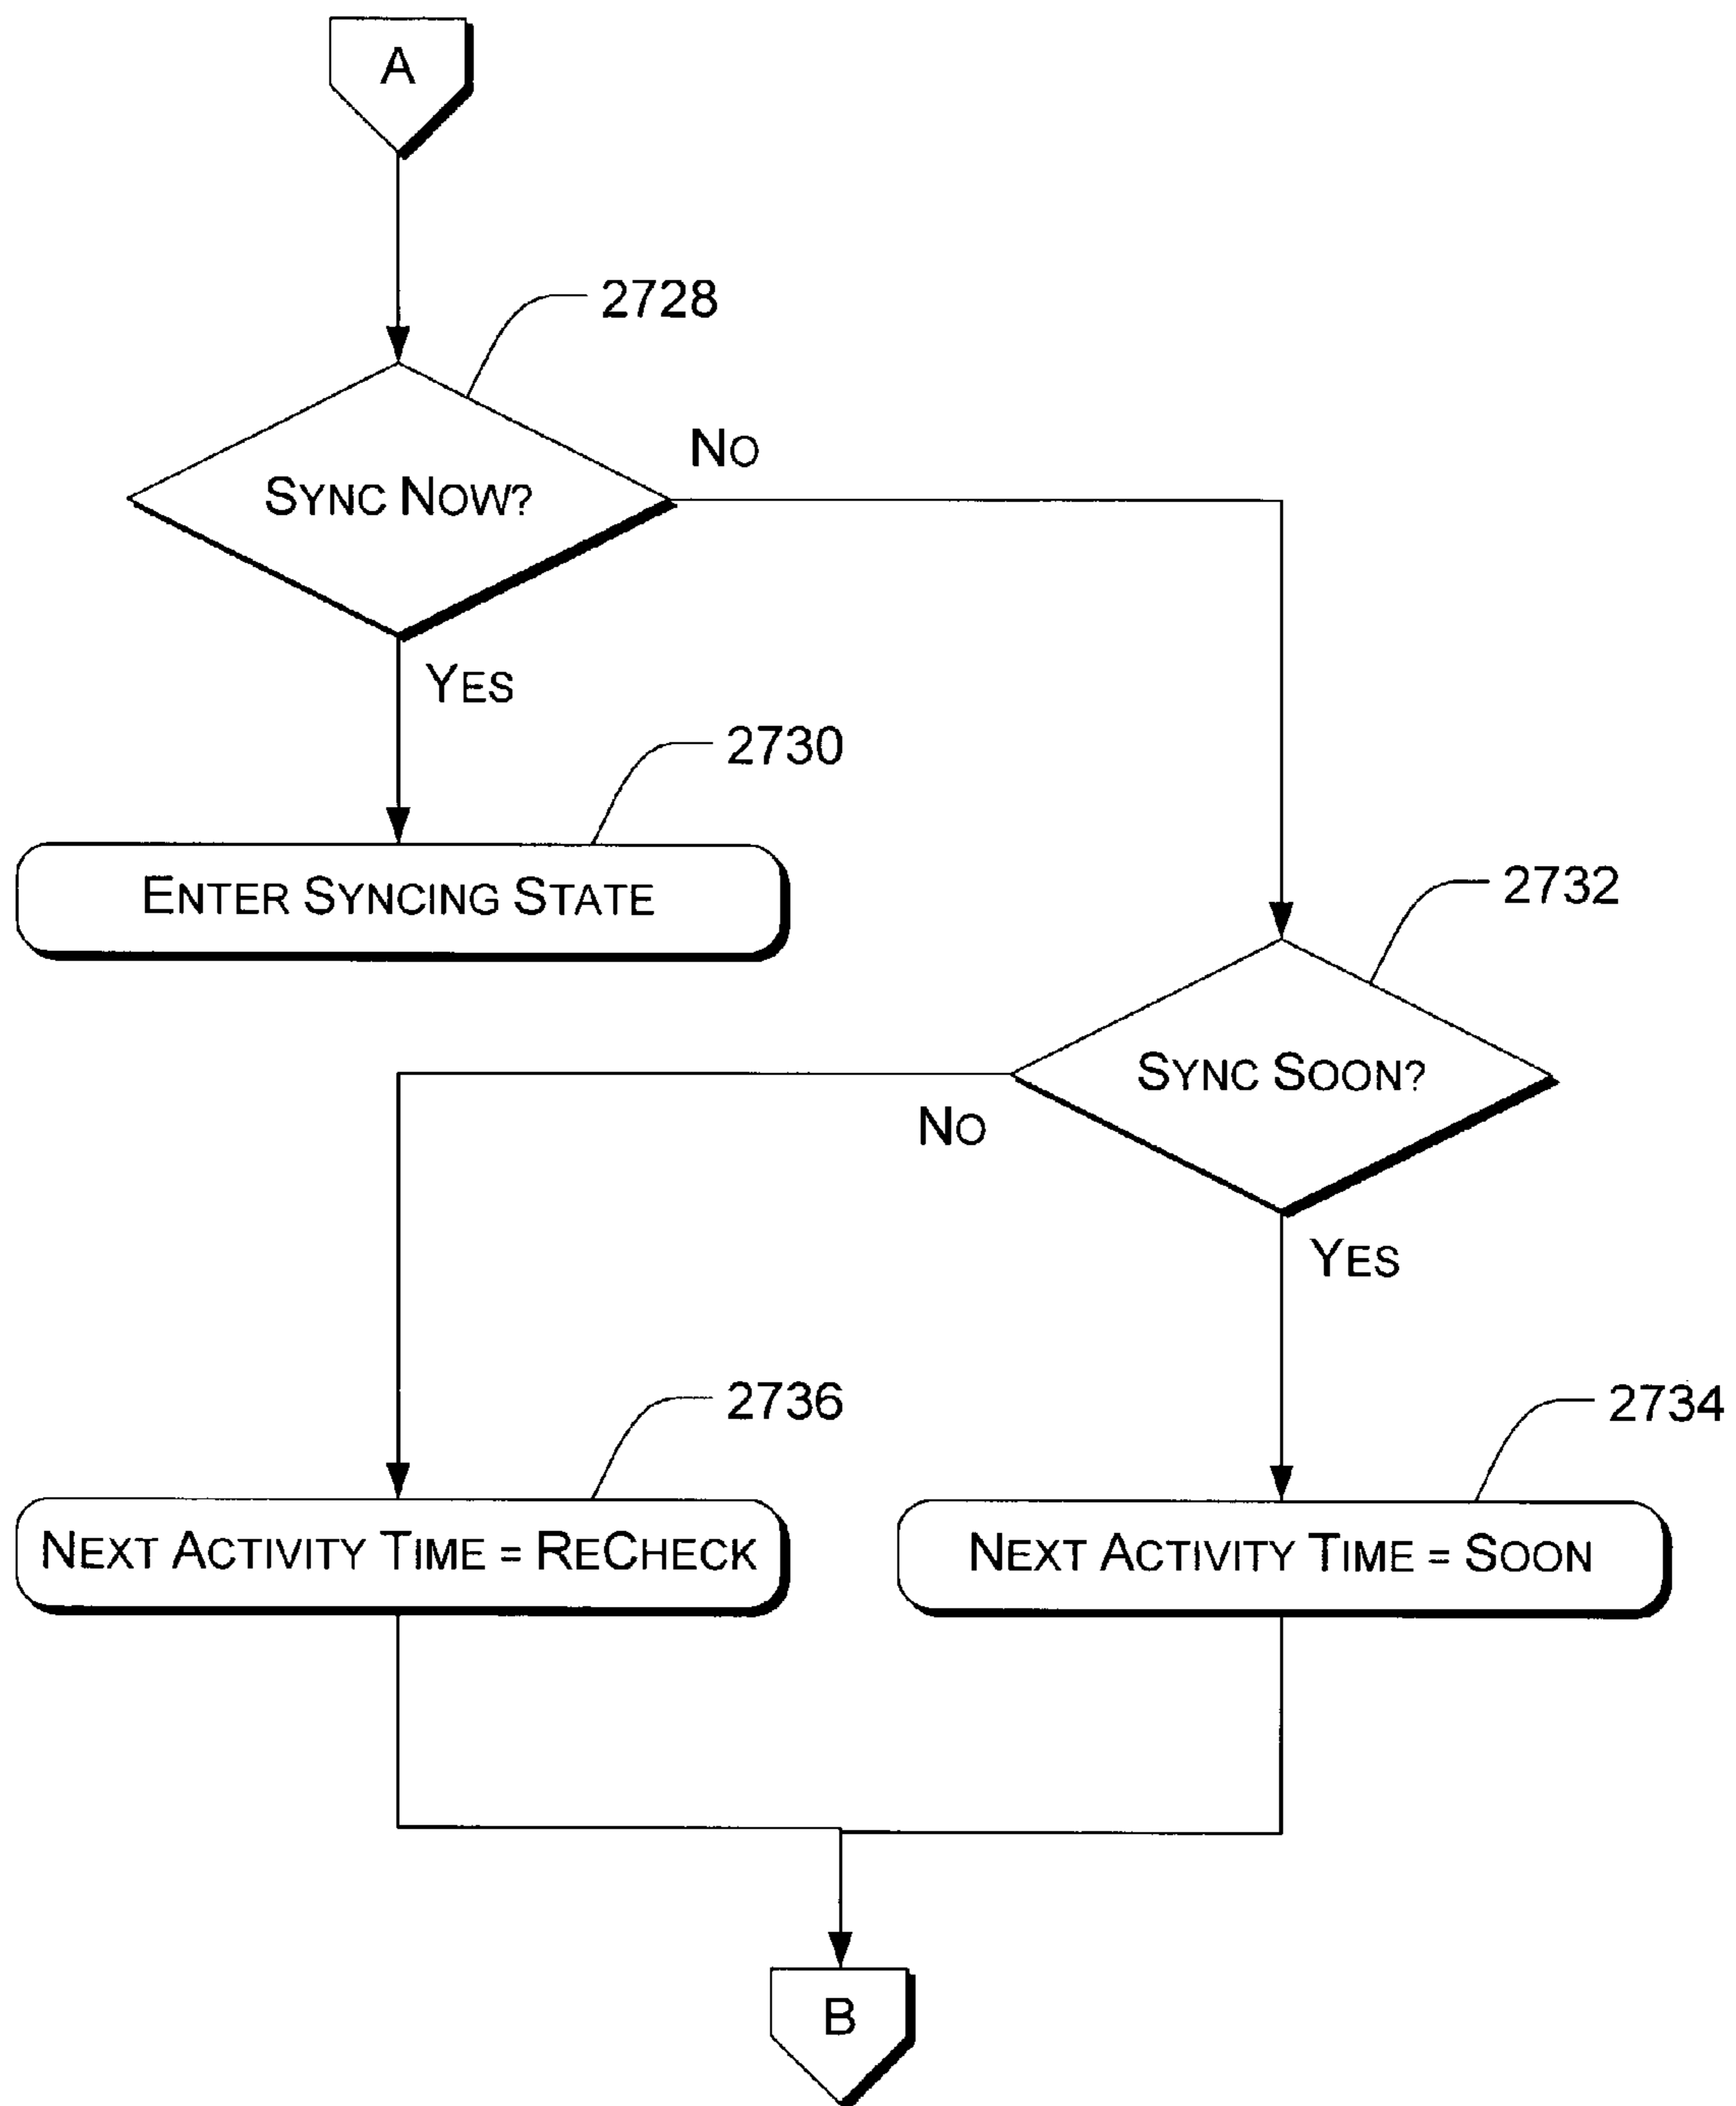 A
2728
No
Sync Now?
Yes
2730
Enter Syncing State
2732
Sync Soon?
No
Yes
2736
2734
Next Activity Time = ReCheck
Next Activity Time = Soon
B